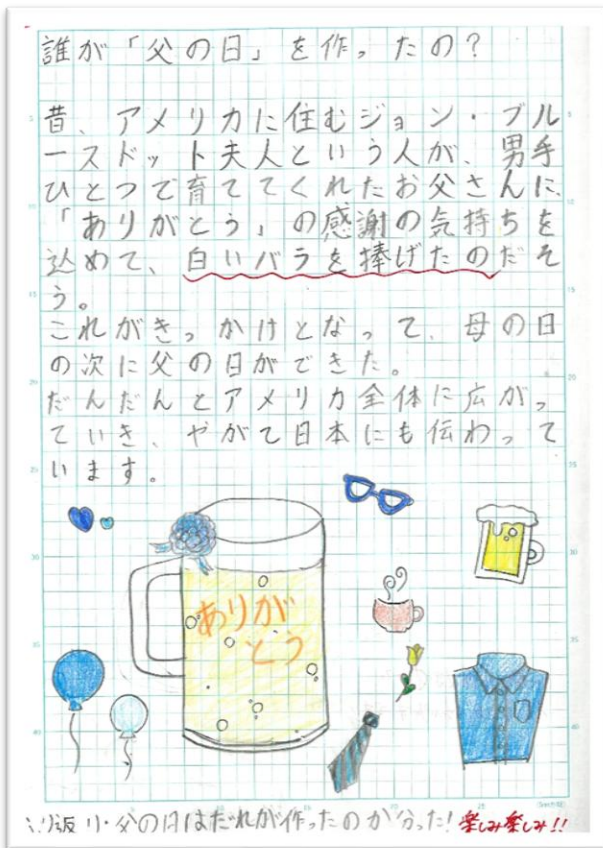 誰が「父の日」を作ったの?
昔、アメリカに住むジョン・ブル
ースドット夫人という人が、男手
ひとつで育ててくれたお父さんに、
「ありがとう」の感謝の気持ちを
込めて、白いバラを捧げたのだそ
う。
これがきっかけとなって、母の日
の次に父の日ができた。
だんだんとアメリカ全体に広がっ
ていき、やがて日本にも伝わって
います。
ありが
とう
り返り・父の日はだれが作ったのか分った!楽しみ楽しみ!!